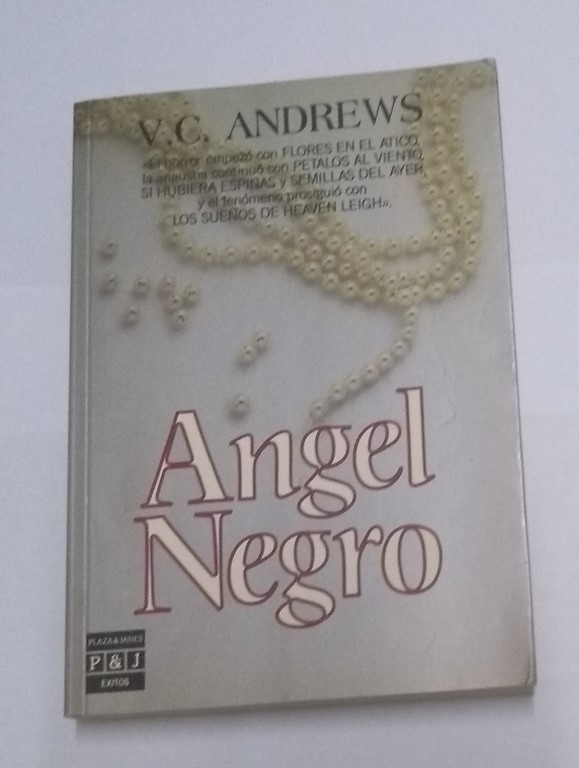 V.C. ANDREWS
«El horror empezó con FLORES EN EL ATICO,
la angustia continuó con PETALOS AL VIENTO,
SI HUBIERA ESPINAS y SEMILLAS DEL AYER,
y el fenómeno prosiguió con
LOS SUEÑOS DE HEAVEN LEIGH».
Angel
Negro
PLAZA & JANES
P & J
EXITOS